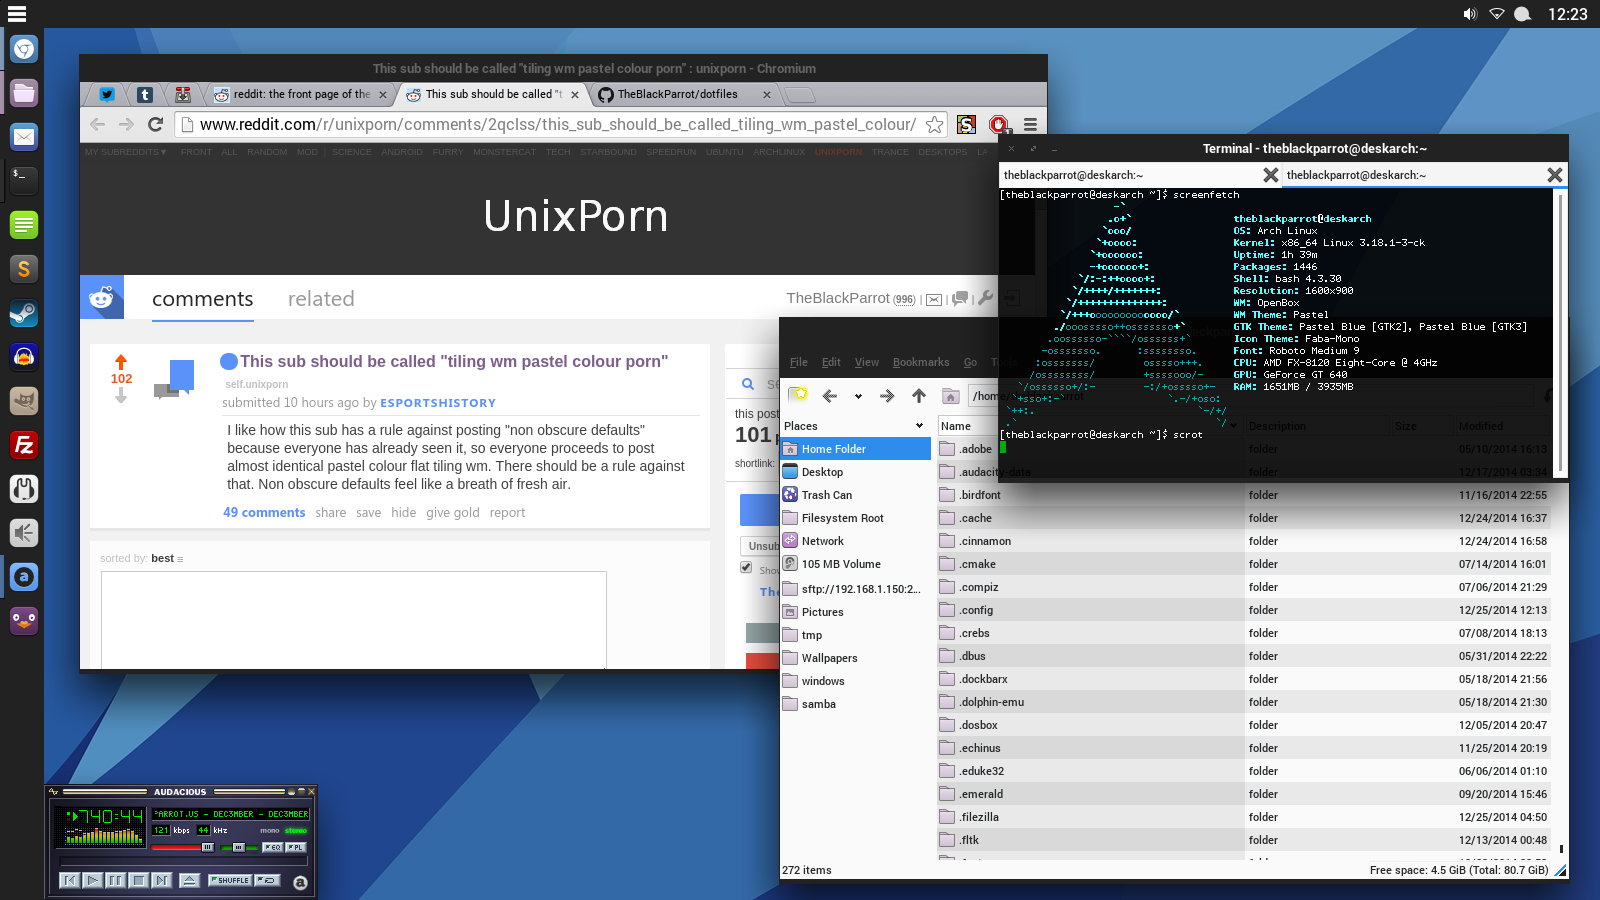 12:23
This sub should be called "tiling wm pastel colour porn" : unixporn - Chromium
reddit: the front page of the
This sub should be called "t
TheBlackParrot/dotfiles
www.reddit.com/r/unixporn/comments/2qclss/this_sub_should_be_called_tiling_wm_pastel_colour/
MY SUBREDDITS▼ FRONT ALL RANDOM MOD | SCIENCE ANDROID FURRY MONSTERCAT TECH STARBOUND SPEEDRUN UBUNTU ARCHLINUX UNIXPORN TRANCE DESKTOPS
UnixPorn
comments related
TheBlackParrot (996) |
102
This sub should be called "tiling wm pastel colour porn"
self.unixporn
submitted 10 hours ago by ESPORTSHISTORY
I like how this sub has a rule against posting "non obscure defaults"
because everyone has already seen it, so everyone proceeds to post
almost identical pastel colour flat tiling wm. There should be a rule against
that. Non obscure defaults feel like a breath of fresh air.
49 comments share save hide give gold report
sorted by: best
this post
101
shortlink:
Unsub
Show
The
Terminal - theblackparrot@deskarch:~
theblackparrot@deskarch:~
theblackparrot@deskarch:~
[theblackparrot@deskarch ~]$ screenfetch
theblackparrot@deskarch
OS: Arch Linux
Kernel: x86_64 Linux 3.18.1-3-ck
Uptime: 1h 39m
Packages: 1446
Shell: bash 4.3.30
Resolution: 1600x900
WM: OpenBox
WM Theme: Pastel
GTK Theme: Pastel Blue [GTK2], Pastel Blue [GTK3]
Icon Theme: Faba-Mono
Font: Roboto Medium 9
CPU: AMD FX-8120 Eight-Core @ 4GHz
GPU: GeForce GT 640
RAM: 1651MB / 3935MB
[theblackparrot@deskarch ~]$ scrot
File Edit View Bookmarks Go
/home/
Places
Home Folder
Desktop
Trash Can
Filesystem Root
Network
105 MB Volume
sftp://192.168.1.150:2...
Pictures
tmp
Wallpapers
windows
samba
Name Description Size Modified
.adobe folder 05/18/2014 16:13
.audacity-data folder 12/17/2014 03:34
.birdfont folder 11/16/2014 22:55
.cache folder 12/24/2014 16:37
.cinnamon folder 12/24/2014 16:58
.cmake folder 07/14/2014 16:01
.compiz folder 07/06/2014 21:29
.config folder 12/25/2014 12:13
.crebs folder 07/08/2014 18:13
.dbus folder 05/31/2014 22:22
.dockbarx folder 05/18/2014 21:56
.dolphin-emu folder 05/18/2014 21:30
.dosbox folder 12/05/2014 20:47
.echinus folder 11/25/2014 20:19
.eduke32 folder 06/06/2014 01:10
.emerald folder 09/20/2014 15:46
.filezilla folder 12/25/2014 04:50
.fltk folder 12/13/2014 00:48
272 items
Free space: 4.5 GiB (Total: 80.7 GiB)
AUDACIOUS
740:44
ARROT.US - DEC3MBER - DEC3MBER
121 kbps 44 kHz mono stereo
EQ PL
SHUFFLE